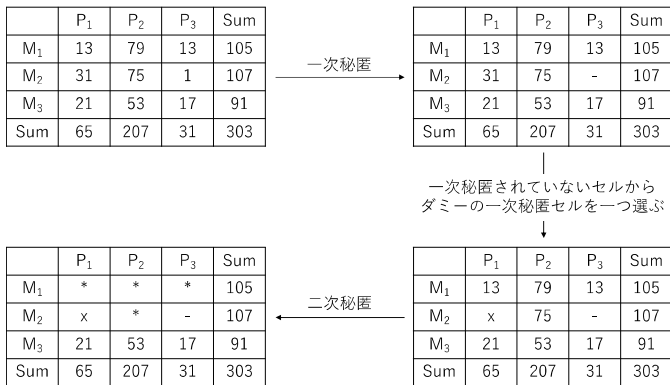 P1 P2 P3 Sum
M1 13 79 13 105
M2 31 75 1 107
M3 21 53 17 91
Sum 65 207 31 303
一次秘匿
P1 P2 P3 Sum
M1 13 79 13 105
M2 31 75 - 107
M3 21 53 17 91
Sum 65 207 31 303
一次秘匿されていないセルから
ダミーの一次秘匿セルを一つ選ぶ
P1 P2 P3 Sum
M1 13 79 13 105
M2 x 75 - 107
M3 21 53 17 91
Sum 65 207 31 303
二次秘匿
P1 P2 P3 Sum
M1 * * * 105
M2 x * - 107
M3 21 53 17 91
Sum 65 207 31 303